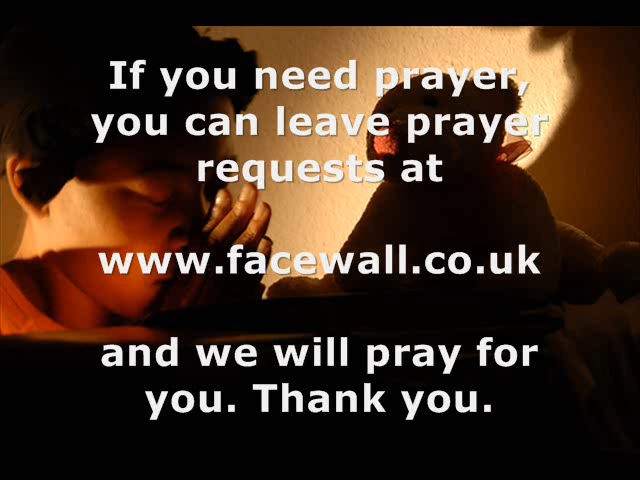 If you need prayer,
you can leave prayer
requests at
www.facewall.co.uk
and we will pray for
you. Thank you.